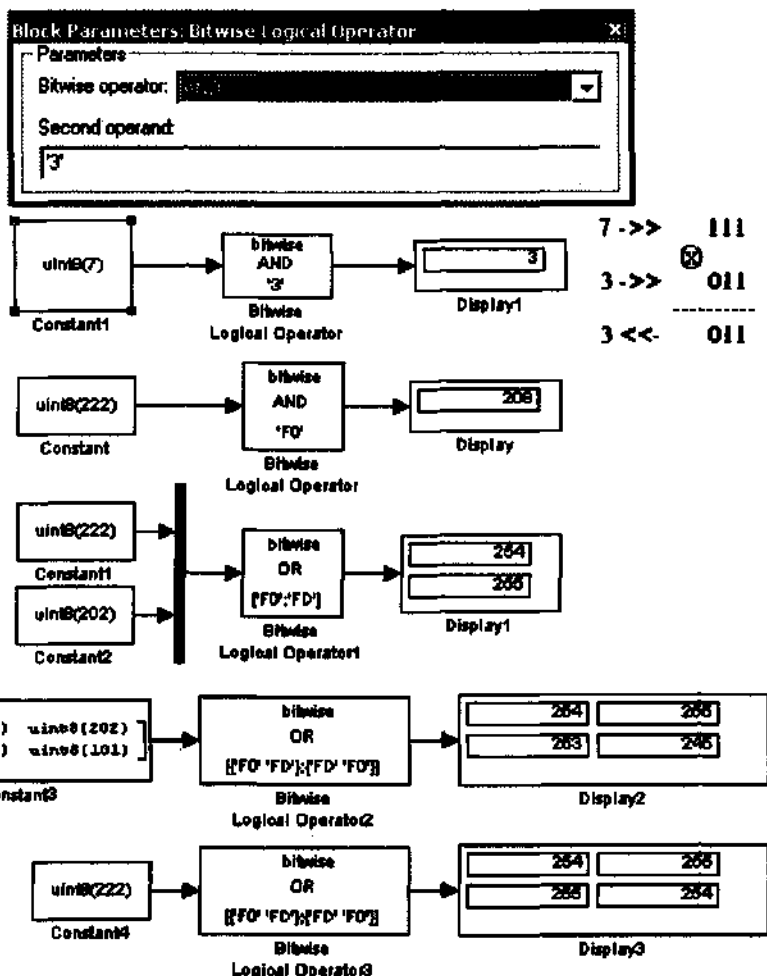 Block Parameters: Bitwise Logical Operator
Parameters
Bitwise operator:
Second operand:
'3'
uint8(7)
Constant1
bitwise
AND
'3'
Bitwise
Logical Operator
3
Display1
7 ->> 111
3 ->> 011
3 <<- 011
uint8(222)
Constant
bitwise
AND
'F0'
Bitwise
Logical Operator
208
Display
uint8(222)
Constant1
uint8(202)
Constant2
bitwise
OR
['F0';'FD']
Bitwise
Logical Operator1
254
255
Display1
) uint8(202)
) uint8(101)
onstant3
bitwise
OR
[['F0' 'FD'];['FD' 'F0']]
Bitwise
Logical Operator2
254 255
253 245
Display2
uint8(222)
Constant4
bitwise
OR
[['F0' 'FD'];['FD' 'F0']]
Bitwise
Logical Operator3
254 255
255 254
Display3